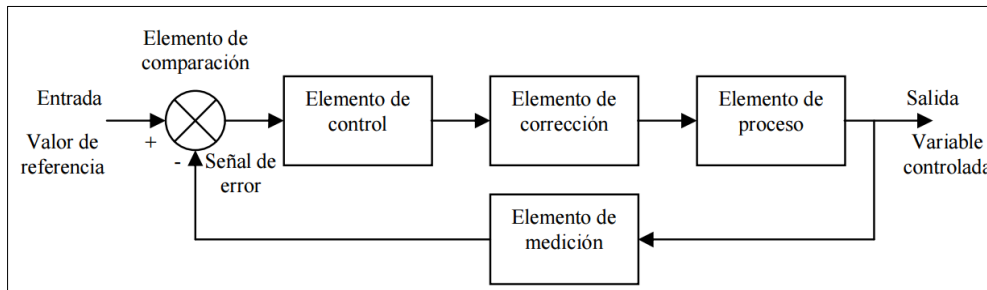 Elemento de
comparación
Entrada
Valor de
referencia
+
-
Señal de
error
Elemento de
control
Elemento de
corrección
Elemento de
proceso
Salida
Variable
controlada
Elemento de
medición